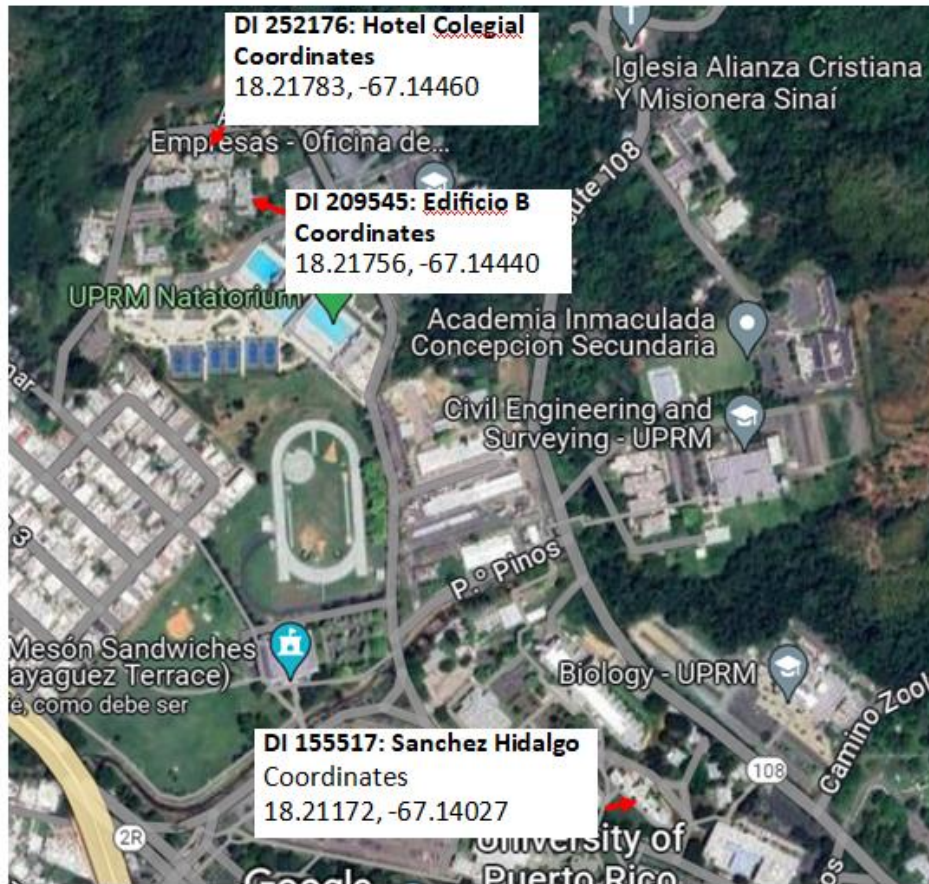 DI 252176: Hotel Colegial
Coordinates
18.21783, -67.14460
Iglesia Alianza Cristiana
Y Misionera Sinaí
Empresas - Oficina de...
108
DI 209545: Edificio B
Coordinates
18.21756, -67.14440
UPRM Natatorium
Academia Inmaculada
Concepcion Secundaria
Civil Engineering and
Surveying - UPRM
P.º Pinos
Mesón Sandwiches
ayaguez Terrace)
é, como debe ser
Biology - UPRM
Camino Zool
DI 155517: Sanchez Hidalgo
Coordinates
18.21172, -67.14027
108
2R
University of
Puerto Rico
Google